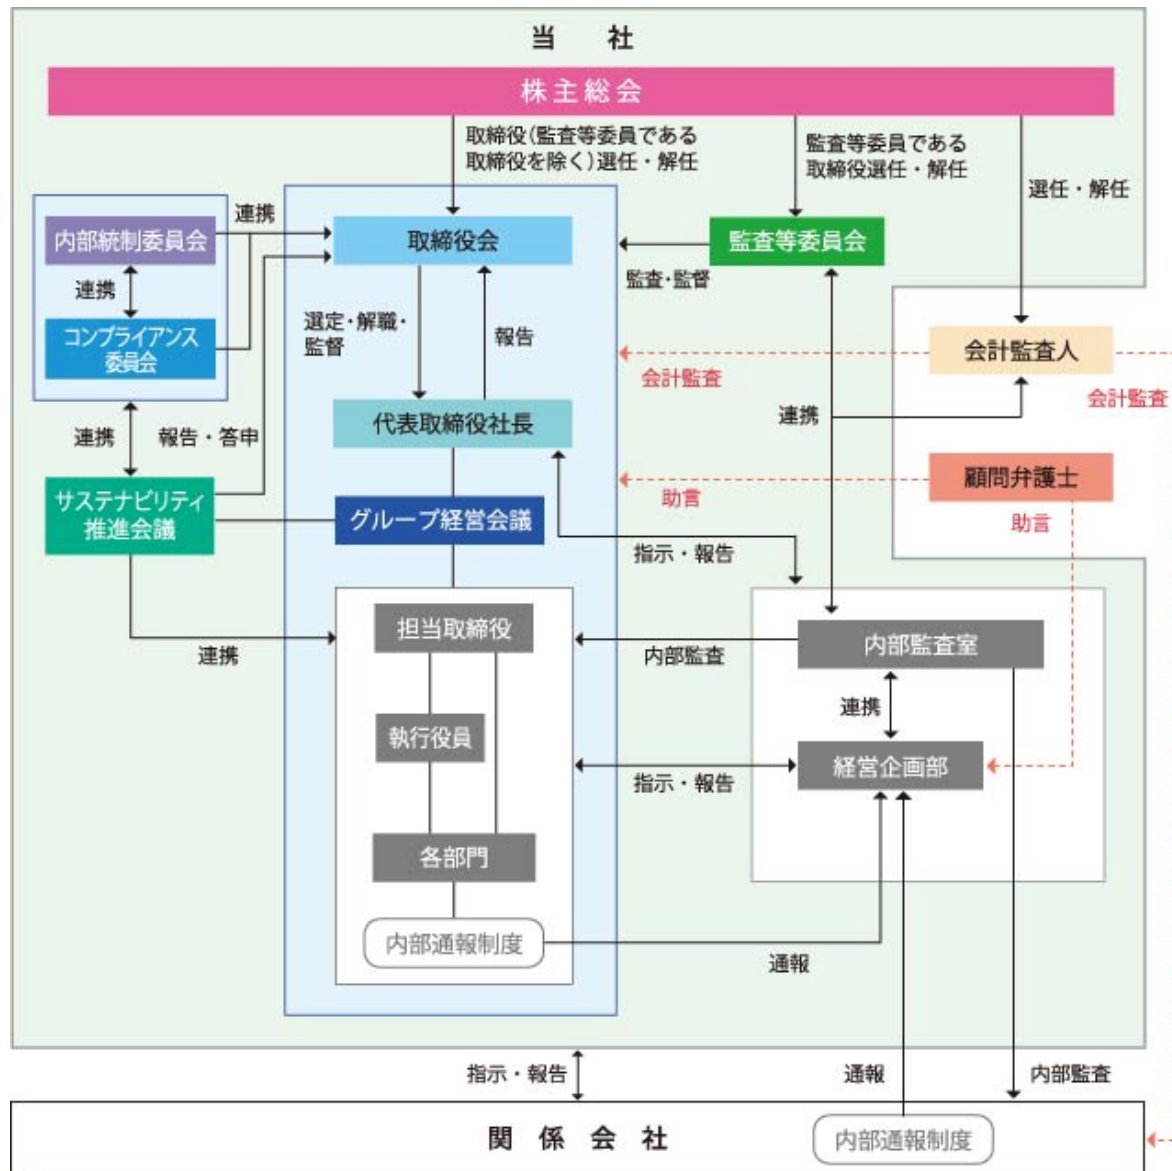 当　社
株主総会
取締役(監査等委員である
取締役を除く)選任・解任
監査等委員である
取締役選任・解任
選任・解任
内部統制委員会
連携
取締役会
監査等委員会
監査・監督
連携
コンプライアンス
委員会
選定・解職・
監督
報告
会計監査人
会計監査
会計監査
代表取締役社長
連携
連携
報告・答申
サステナビリティ
推進会議
グループ経営会議
助言
顧問弁護士
助言
指示・報告
担当取締役
連携
内部監査
内部監査室
連携
執行役員
指示・報告
経営企画部
各部門
内部通報制度
通報
指示・報告
通報
内部監査
関 係 会 社
内部通報制度